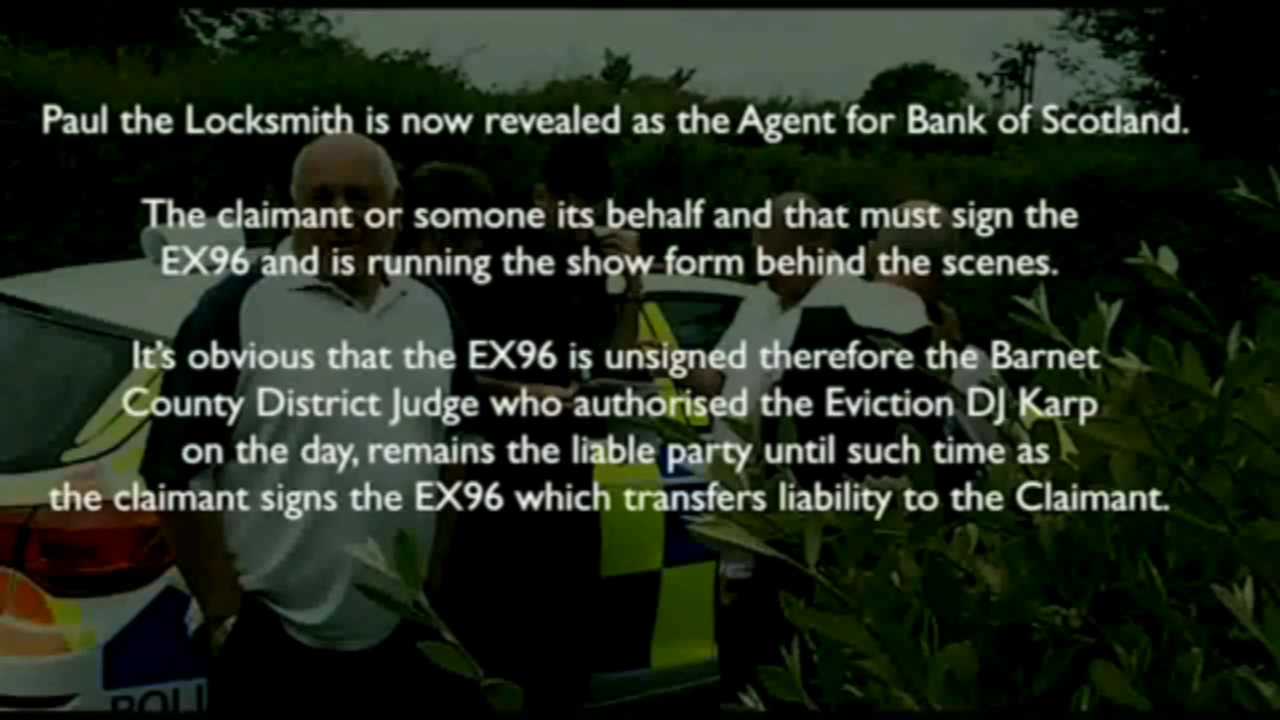 Paul the Locksmith is now revealed as the Agent for Bank of Scotland.
The claimant or somone its behalf and that must sign the
EX96 and is running the show form behind the scenes.
It's obvious that the EX96 is unsigned therefore the Barnet
County District Judge who authorised the Eviction DJ Karp
on the day, remains the liable party until such time as
the claimant signs the EX96 which transfers liability to the Claimant.
POLI